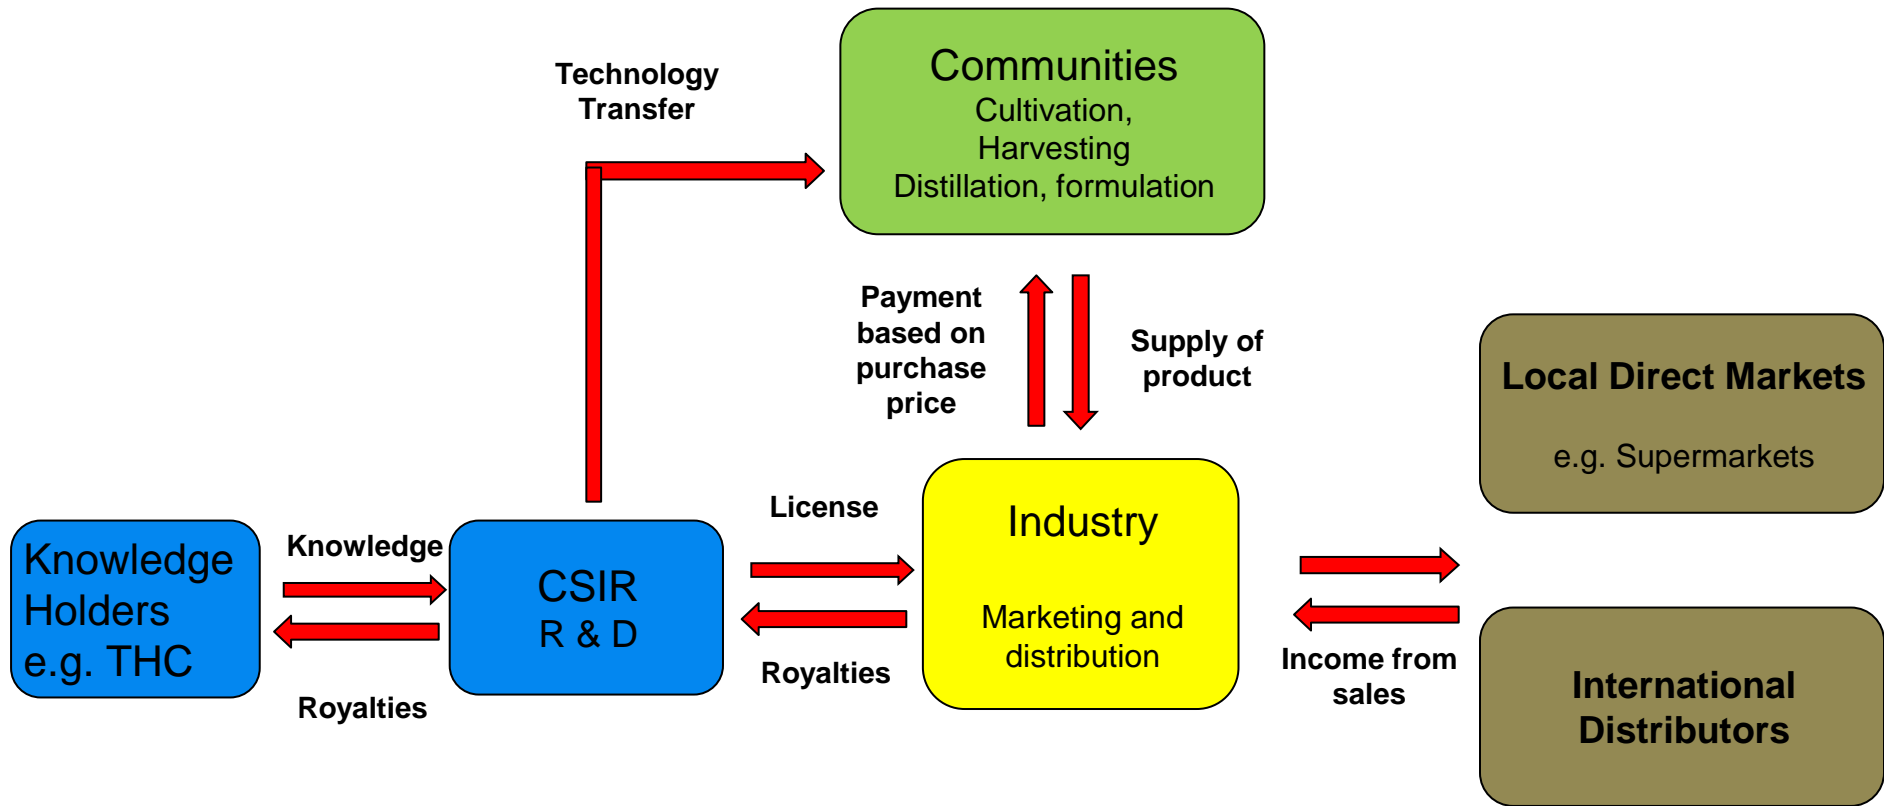 Technology
Transfer
Communities
Cultivation,
Harvesting
Distillation, formulation
Payment
based on
purchase
price
Supply of
product
Local Direct Markets
e.g. Supermarkets
Knowledge
Holders
e.g. THC
Knowledge
Royalties
CSIR
R & D
License
Royalties
Industry
Marketing and
distribution
Income from
sales
International
Distributors